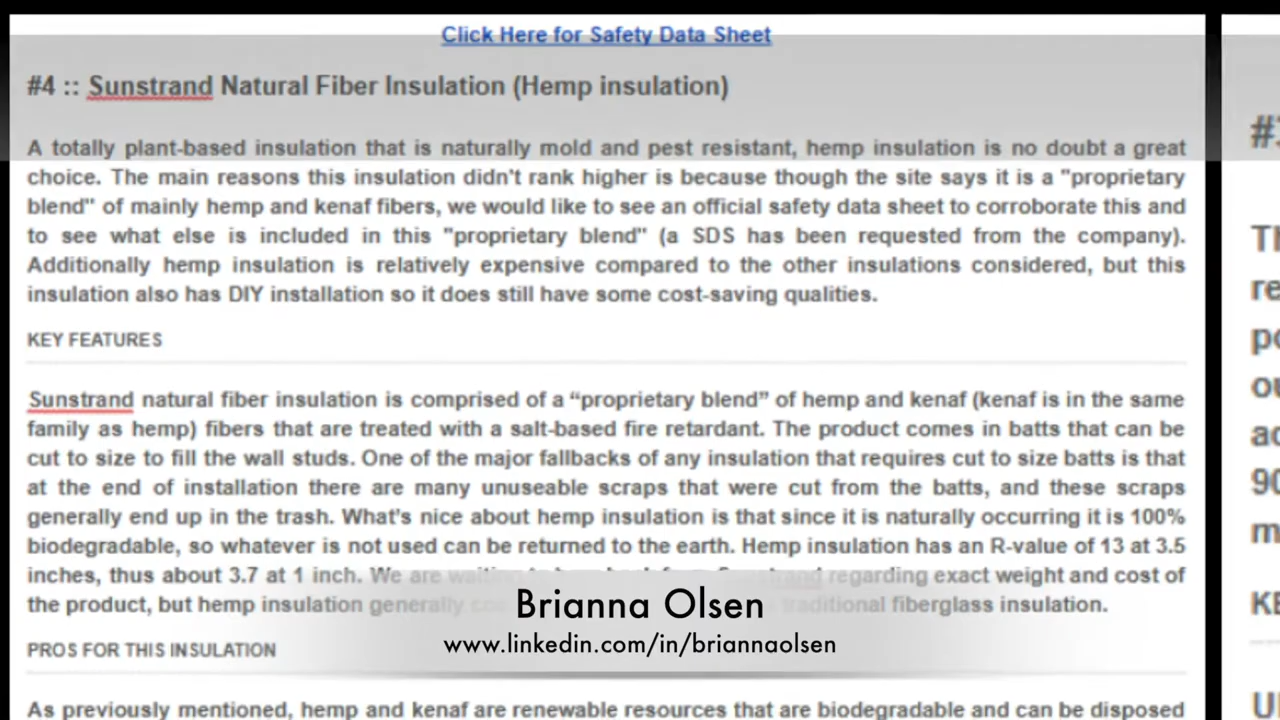 Click Here for Safety Data Sheet
#4 :: Sunstrand Natural Fiber Insulation (Hemp insulation)
A totally plant-based insulation that is naturally mold and pest resistant, hemp insulation is no doubt a great
choice. The main reasons this insulation didn't rank higher is because though the site says it is a "proprietary
blend" of mainly hemp and kenaf fibers, we would like to see an official safety data sheet to corroborate this and
to see what else is included in this "proprietary blend" (a SDS has been requested from the company).
Additionally hemp insulation is relatively expensive compared to the other insulations considered, but this
insulation also has DIY installation so it does still have some cost-saving qualities.
KEY FEATURES
Sunstrand natural fiber insulation is comprised of a “proprietary blend” of hemp and kenaf (kenaf is in the same
family as hemp) fibers that are treated with a salt-based fire retardant. The product comes in batts that can be
cut to size to fill the wall studs. One of the major fallbacks of any insulation that requires cut to size batts is that
at the end of installation there are many unuseable scraps that were cut from the batts, and these scraps
generally end up in the trash. What's nice about hemp insulation is that since it is naturally occurring it is 100%
biodegradable, so whatever is not used can be returned to the earth. Hemp insulation has an R-value of 13 at 3.5
inches, thus about 3.7 at 1 inch. We are waiting regarding exact weight and cost of
the product, but hemp insulation generally traditional fiberglass insulation.
Brianna Olsen
www.linkedin.com/in/briannaolsen
PROS FOR THIS INSULATION
As previously mentioned, hemp and kenaf are renewable resources that are biodegradable and can be disposed